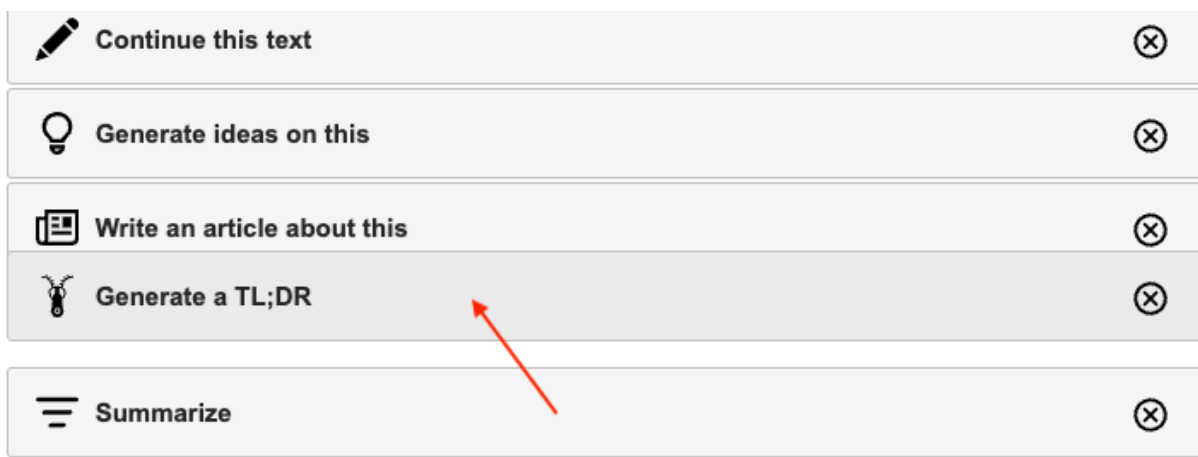 Continue this text
Generate ideas on this
Write an article about this
Generate a TL;DR
Summarize